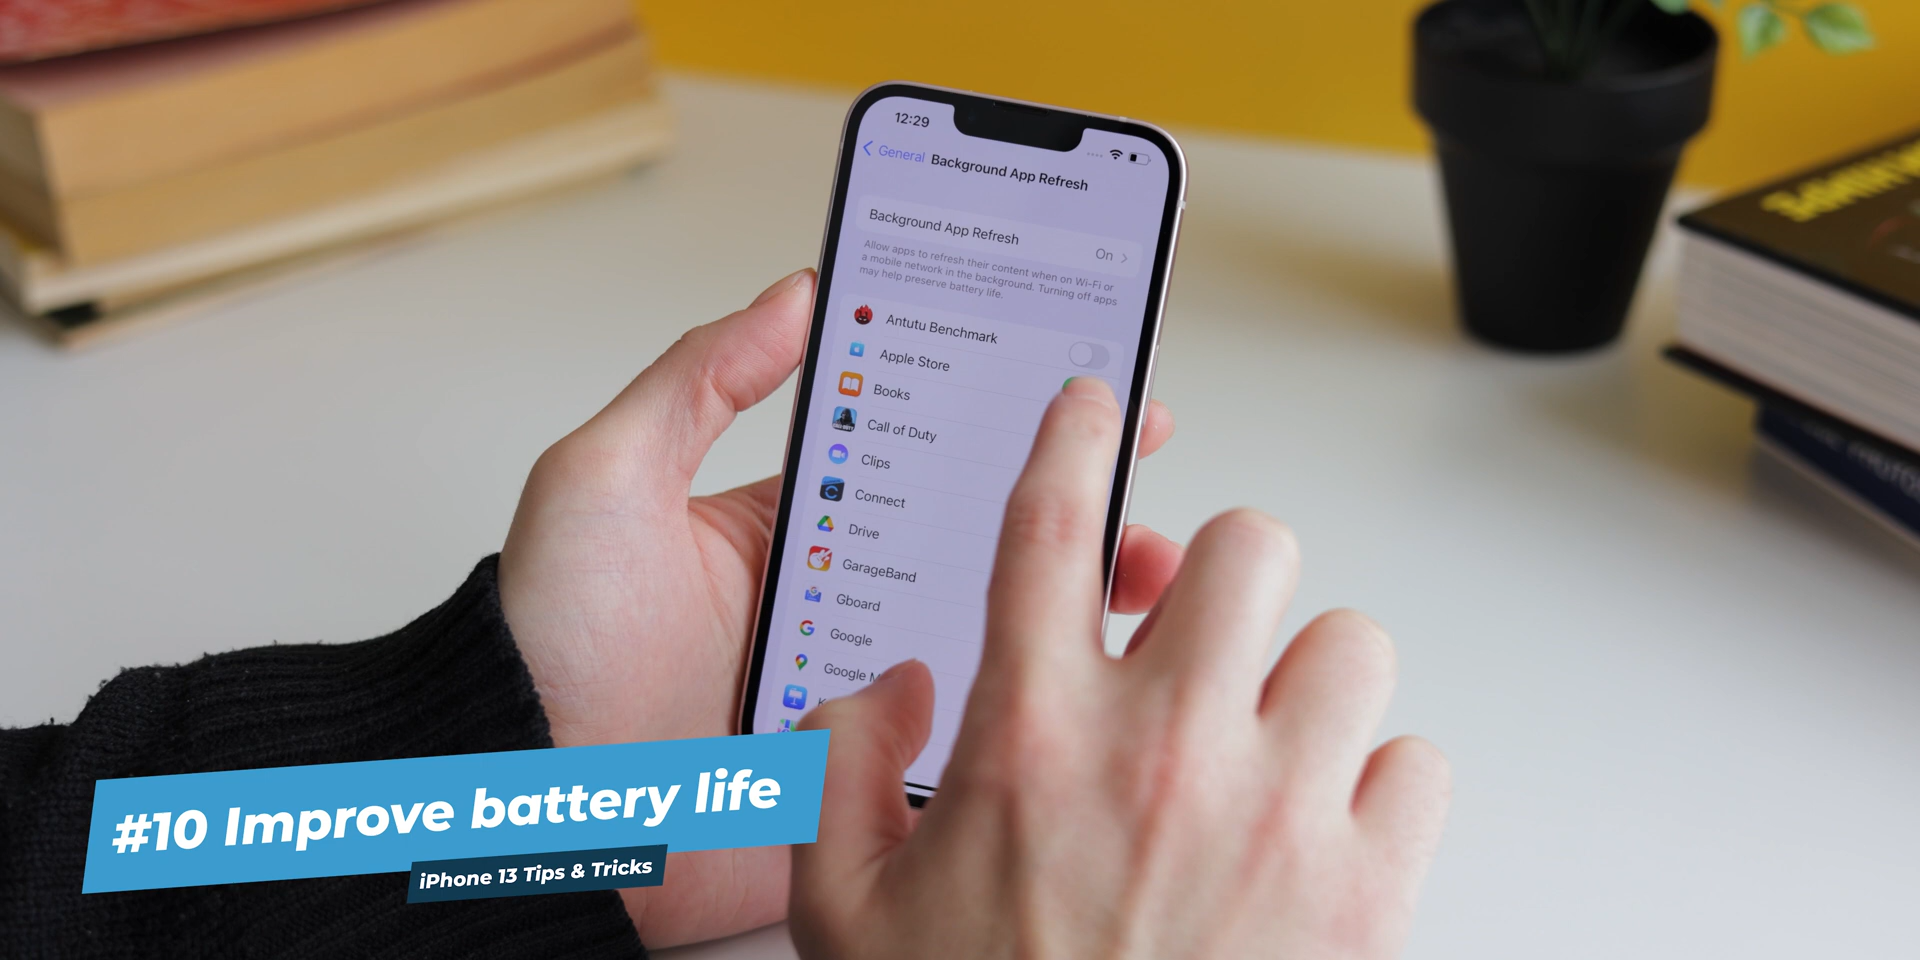 12:29
General Background App Refresh
Background App Refresh On
Allow apps to refresh their content when on Wi-Fi or
a mobile network in the background. Turning off apps
may help preserve battery life.
Antutu Benchmark
Apple Store
Books
Call of Duty
Clips
Connect
Drive
GarageBand
Gboard
Google
Google
#10 Improve battery life
iPhone 13 Tips & Tricks